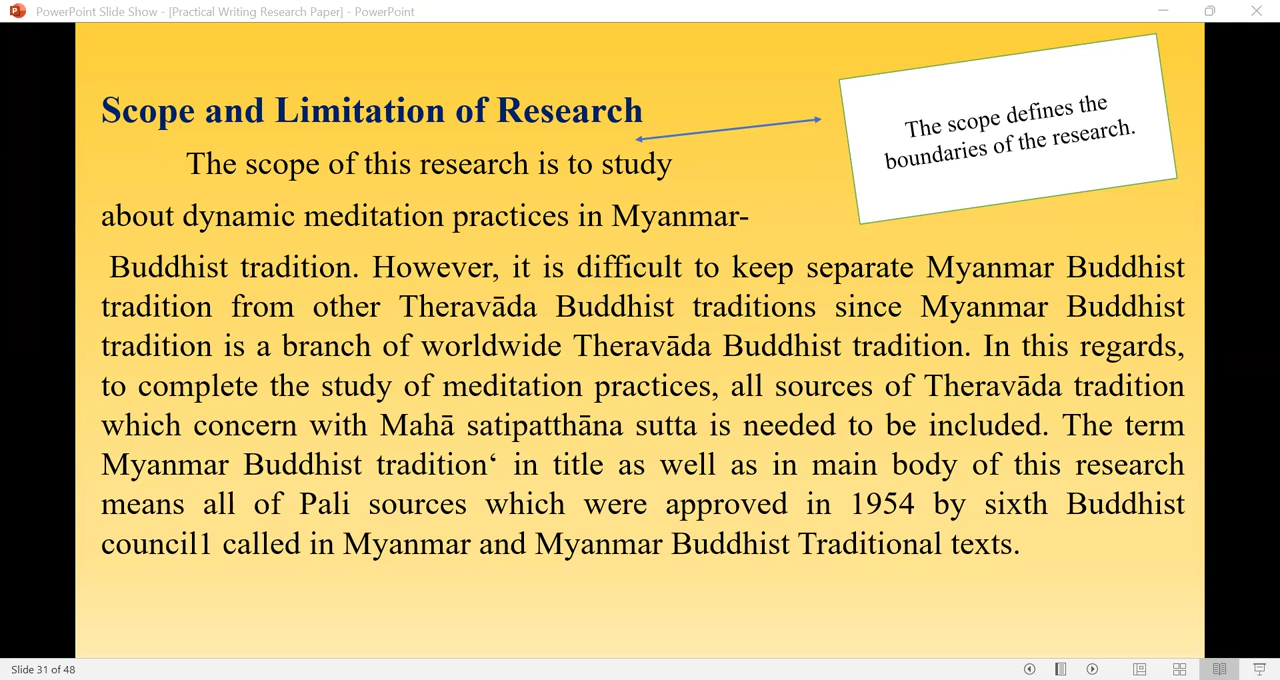 PowerPoint Slide Show - [Practical Writing Research Paper] - PowerPoint
Scope and Limitation of Research
The scope defines the
boundaries of the research.
The scope of this research is to study
about dynamic meditation practices in Myanmar-
Buddhist tradition. However, it is difficult to keep separate Myanmar Buddhist
tradition from other Theravāda Buddhist traditions since Myanmar Buddhist
tradition is a branch of worldwide Theravāda Buddhist tradition. In this regards,
to complete the study of meditation practices, all sources of Theravāda tradition
which concern with Mahā satipatthāna sutta is needed to be included. The term
Myanmar Buddhist tradition‘ in title as well as in main body of this research
means all of Pali sources which were approved in 1954 by sixth Buddhist
council1 called in Myanmar and Myanmar Buddhist Traditional texts.
Slide 31 of 48